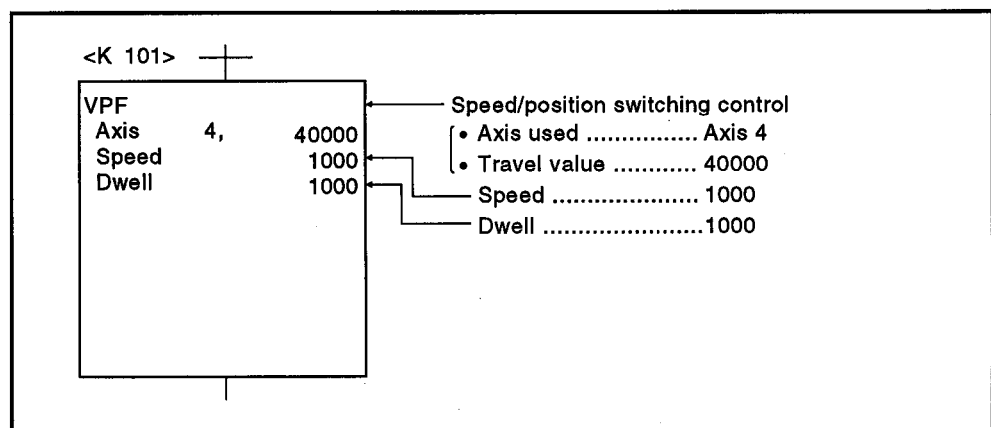 <K 101>
VPF
Axis 4, 40000
Speed 1000
Dwell 1000
Speed/position switching control
• Axis used ................ Axis 4
• Travel value ............ 40000
Speed ...................... 1000
Dwell ........................1000